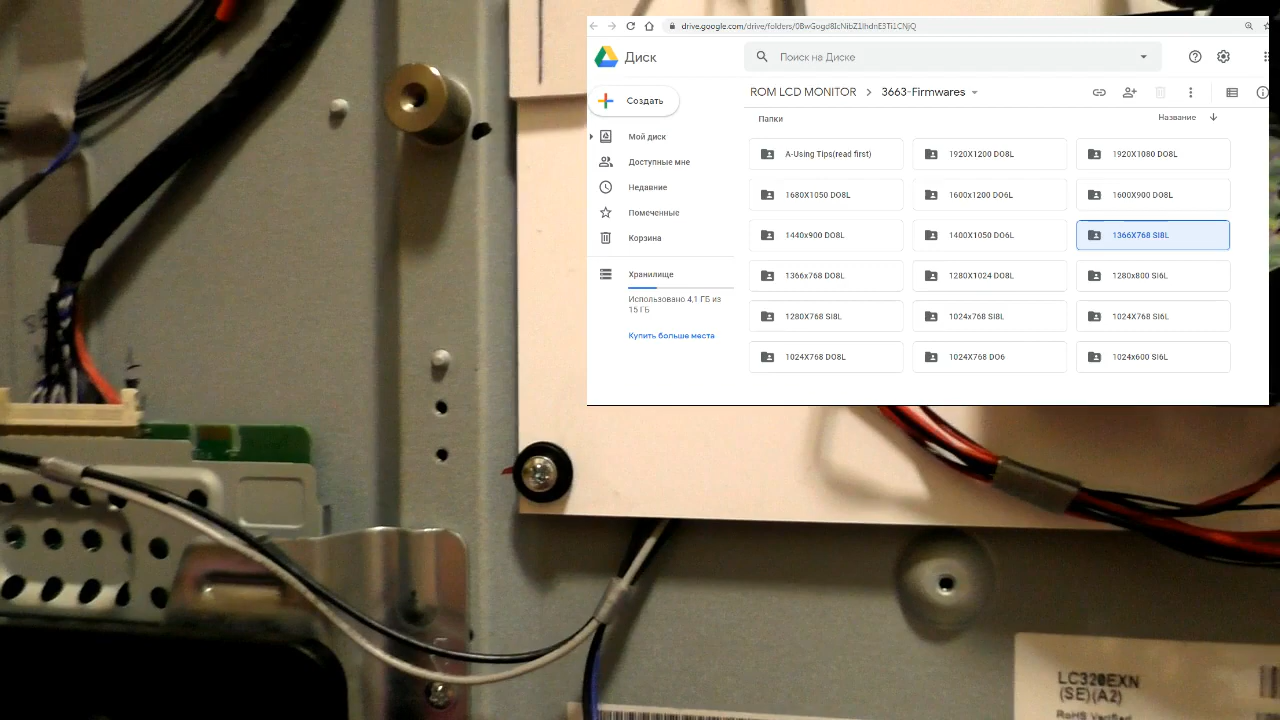 drive.google.com/drive/folders/0BwGogd8IcNibZ1lhdnE3Ti1CNjQ
Диск
Поиск на Диске
Создать
ROM LCD MONITOR
3663-Firmwares
Мой диск
Доступные мне
Недавние
Помеченные
Корзина
Хранилище
Использовано 4,1 ГБ из
15 ГБ
Купить больше места
Папки
Название
A-Using Tips(read first)
1920X1200 DO8L
1920X1080 DO8L
1680X1050 DO8L
1600x1200 DO6L
1600X900 DO8L
1440x900 DO8L
1400X1050 DO6L
1366X768 SI8L
1366x768 DO8L
1280X1024 DO8L
1280x800 SI6L
1280X768 SI8L
1024x768 SI8L
1024X768 SI6L
1024X768 DO8L
1024X768 DO6
1024x600 SI6L
LC320EXN
(SE)(A2)